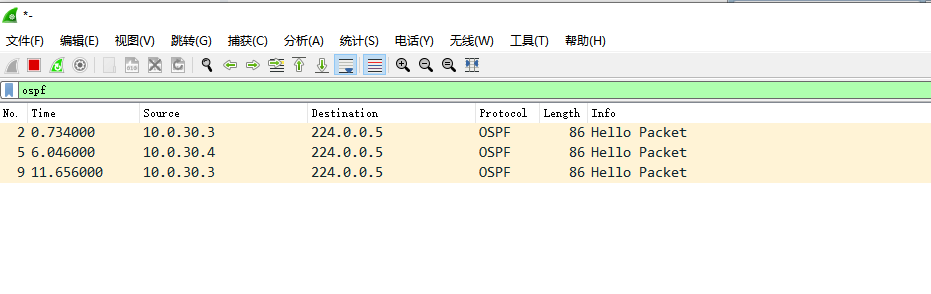 *-
文件(F) 编辑(E) 视图(V) 跳转(G) 捕获(C) 分析(A) 统计(S) 电话(Y) 无线(W) 工具(T) 帮助(H)
ospf
No. Time Source Destination Protocol Length Info
2 0.734000 10.0.30.3 224.0.0.5 OSPF 86 Hello Packet
5 6.046000 10.0.30.4 224.0.0.5 OSPF 86 Hello Packet
9 11.656000 10.0.30.3 224.0.0.5 OSPF 86 Hello Packet